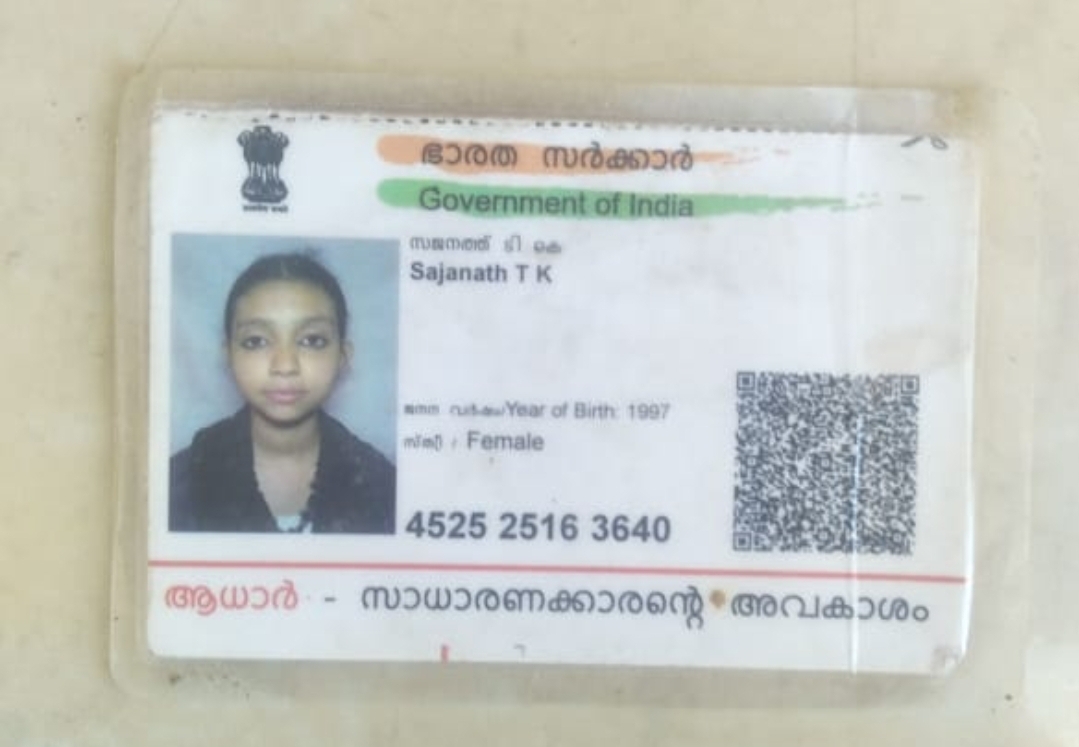 ഭാരത സർക്കാർ
Government of India
സജനത്ത് ടി കെ
Sajanath T K
ജനന വർഷം/Year of Birth: 1997
സ്ത്രീ / Female
4525 2516 3640
ആധാർ - സാധാരണക്കാരന്റെ അവകാശം